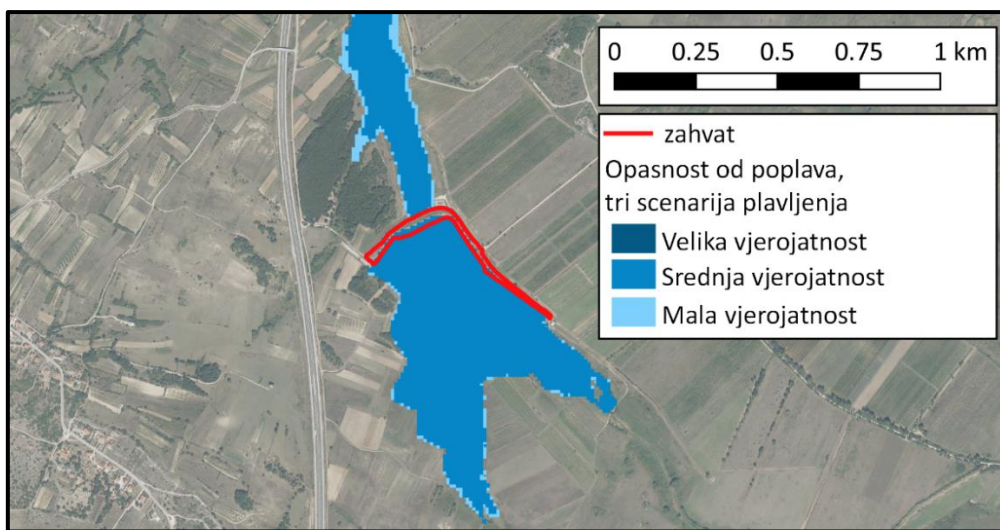 0 0.25 0.5 0.75 1 km
zahvat
Opasnost od poplava,
tri scenarija plavljenja
Velika vjerojatnost
Srednja vjerojatnost
Mala vjerojatnost